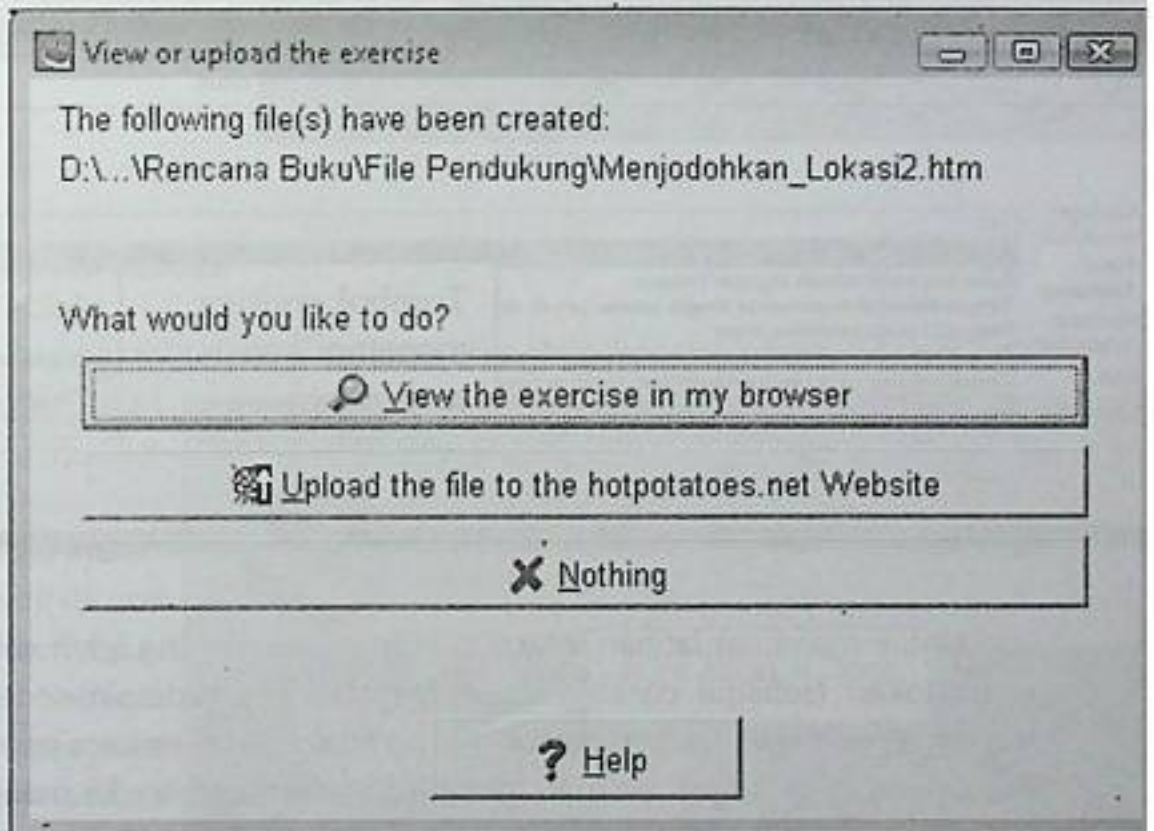 View or upload the exercise
The following file(s) have been created:
D:\...\Rencana Buku\File Pendukung\Menjodohkan_Lokasi2.htm
What would you like to do?
View the exercise in my browser
Upload the file to the hotpotatoes.net Website
Nothing
? Help